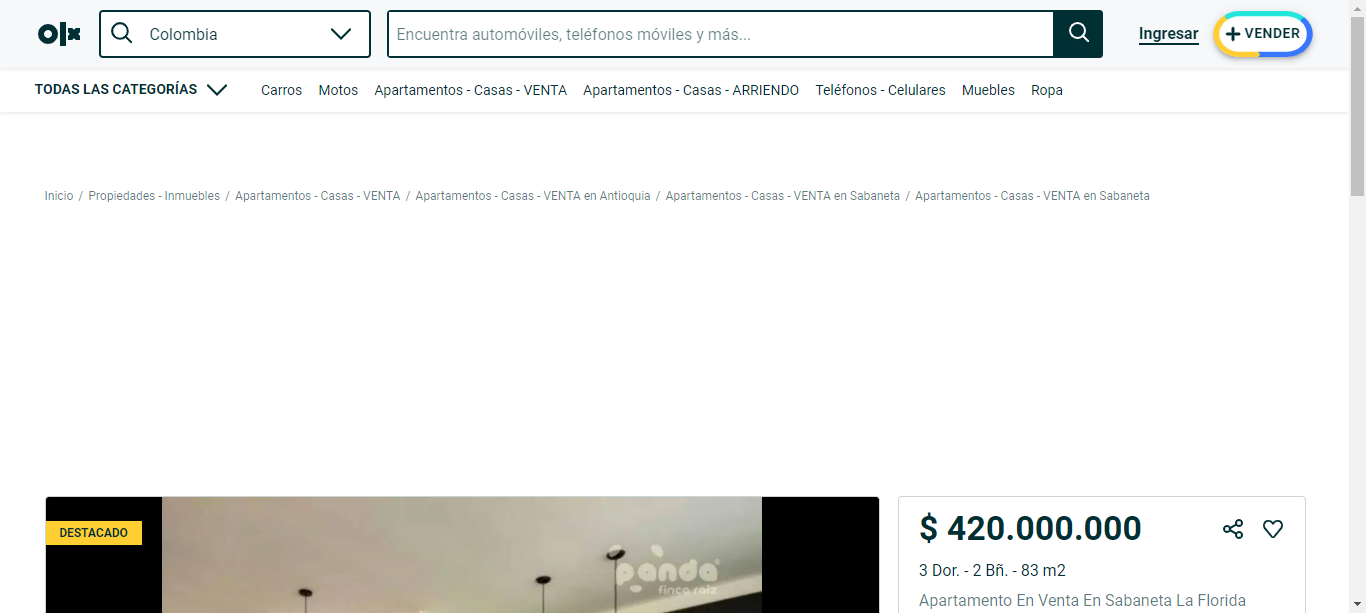 olx
Colombia
Encuentra automóviles, teléfonos móviles y más...
Ingresar
VENDER
TODAS LAS CATEGORÍAS
Carros
Motos
Apartamentos - Casas - VENTA
Apartamentos - Casas - ARRIENDO
Teléfonos - Celulares
Muebles
Ropa
Inicio / Propiedades - Inmuebles / Apartamentos - Casas - VENTA / Apartamentos - Casas - VENTA en Antioquia / Apartamentos - Casas - VENTA en Sabaneta / Apartamentos - Casas - VENTA en Sabaneta
DESTACADO
panda
finca raíz
$ 420.000.000
3 Dor. - 2 Bñ. - 83 m2
Apartamento En Venta En Sabaneta La Florida